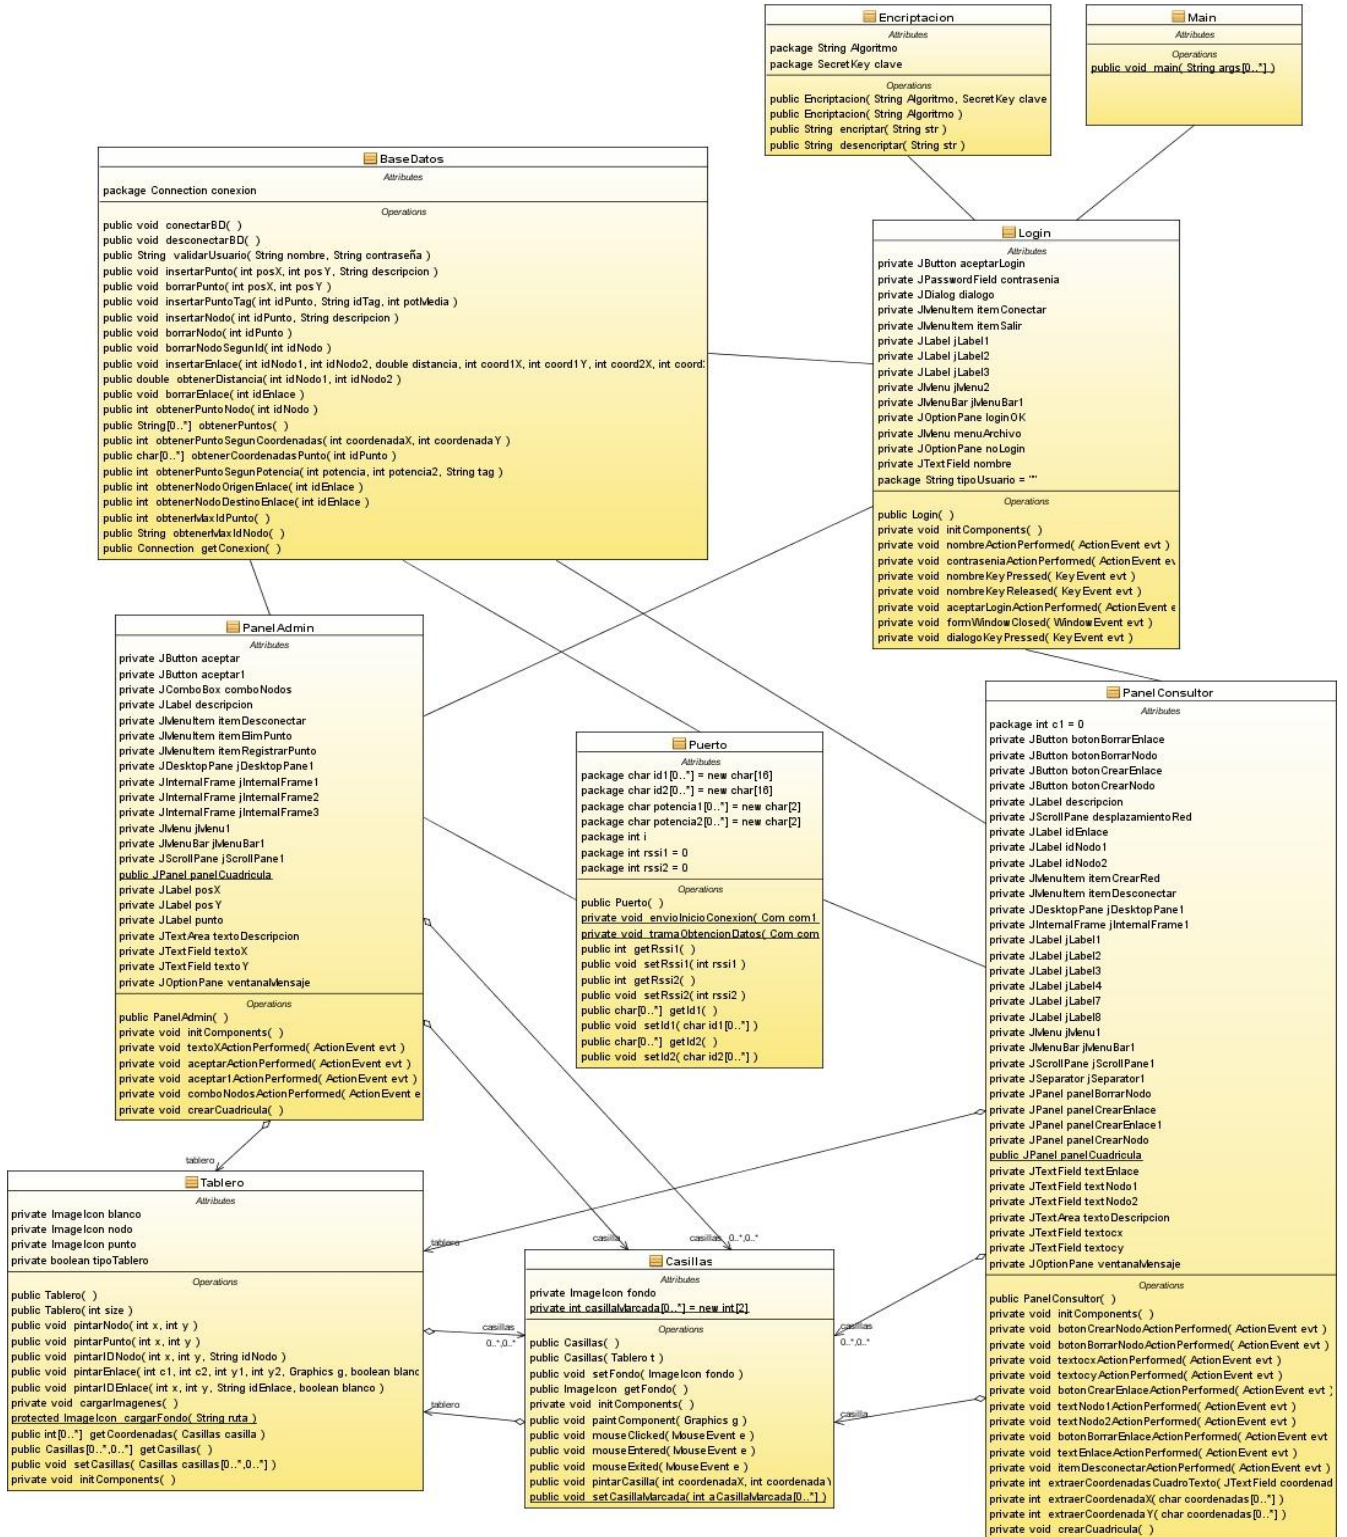 Encriptacion
Attributes
package String Algoritmo
package SecretKey clave
Operations
public Encriptacion( String Algoritmo, SecretKey clave
public Encriptacion( String Algoritmo )
public String encriptar( String str )
public String desencriptar( String str )
Main
Attributes
Operations
public void main( String args[0..*] )
BaseDatos
Attributes
package Connection conexion
Operations
public void conectarBD( )
public void desconectarBD( )
public String validarUsuario( String nombre, String contraseña )
public void insertarPunto( int posX, int posY, String descripcion )
public void borrarPunto( int posX, int posY )
public void insertarPuntoTag( int idPunto, String idTag, int potMedia )
public void insertarNodo( int idPunto, String descripcion )
public void borrarNodo( int idPunto )
public void borrarNodoSegunId( int idNodo )
public void insertarEnlace( int idNodo1, int idNodo2, double distancia, int coord1X, int coord1Y, int coord2X, int coord2
public double obtenerDistancia( int idNodo1, int idNodo2 )
public void borrarEnlace( int idEnlace )
public int obtenerPuntoNodo( int idNodo )
public String[0..*] obtenerPuntos( )
public int obtenerPuntoSegunCoordenadas( int coordenadaX, int coordenadaY )
public char[0..*] obtenerCoordenadasPunto( int idPunto )
public int obtenerPuntoSegunPotencia( int potencia, int potencia2, String tag )
public int obtenerNodoOrigenEnlace( int idEnlace )
public int obtenerNodoDestinoEnlace( int idEnlace )
public int obtenerMaxIdPunto( )
public String obtenerMaxIdNodo( )
public Connection getConexion( )
Login
Attributes
private JButton aceptarLogin
private JPasswordField contrasenia
private JDialog dialogo
private JMenuItem itemConectar
private JMenuItem itemSalir
private JLabel jLabel1
private JLabel jLabel2
private JLabel jLabel3
private JMenu jMenu2
private JMenuBar jMenuBar1
private JOptionPane loginOK
private JMenu menuArchivo
private JOptionPane noLogin
private JTextField nombre
package String tipoUsuario = ""
Operations
public Login( )
private void initComponents( )
private void nombreActionPerformed( ActionEvent evt )
private void contraseniaActionPerformed( ActionEvent ev
private void nombreKeyPressed( KeyEvent evt )
private void nombreKeyReleased( KeyEvent evt )
private void aceptarLoginActionPerformed( ActionEvent e
private void formWindowClosed( WindowEvent evt )
private void dialogoKeyPressed( KeyEvent evt )
PanelAdmin
Attributes
private JButton aceptar
private JButton aceptar1
private JComboBox comboNodos
private JLabel descripcion
private JMenuItem itemDesconectar
private JMenuItem itemElimPunto
private JMenuItem itemRegistrarPunto
private JDesktopPane jDesktopPane1
private JInternalFrame jInternalFrame1
private JInternalFrame jInternalFrame2
private JInternalFrame jInternalFrame3
private JMenu jMenu1
private JMenuBar jMenuBar1
private JScrollPane jScrollPane1
public JPanel panelCuadricula
private JLabel posX
private JLabel posY
private JLabel punto
private JTextArea textoDescripcion
private JTextField textoX
private JTextField textoY
private JOptionPane ventanaMensaje
Operations
public PanelAdmin( )
private void initComponents( )
private void textoXActionPerformed( ActionEvent evt )
private void aceptarActionPerformed( ActionEvent evt )
private void aceptar1ActionPerformed( ActionEvent evt )
private void comboNodosActionPerformed( ActionEvent e
private void crearCuadricula( )
Puerto
Attributes
package char id1[0..*] = new char[16]
package char id2[0..*] = new char[16]
package char potencia1[0..*] = new char[2]
package char potencia2[0..*] = new char[2]
package int i
package int rssi1 = 0
package int rssi2 = 0
Operations
public Puerto( )
private void envioInicioConexion( Com com1
private void tramaObtencionDatos( Com com
public int getRssi1( )
public void setRssi1( int rssi1 )
public int getRssi2( )
public void setRssi2( int rssi2 )
public char[0..*] getId1( )
public void setId1( char id1[0..*] )
public char[0..*] getId2( )
public void setId2( char id2[0..*] )
PanelConsultor
Attributes
package int c1 = 0
private JButton botonBorrarEnlace
private JButton botonBorrarNodo
private JButton botonCrearEnlace
private JButton botonCrearNodo
private JLabel descripcion
private JScrollPane desplazamientoRed
private JLabel idEnlace
private JLabel idNodo1
private JLabel idNodo2
private JMenuItem itemCrearRed
private JMenuItem itemDesconectar
private JDesktopPane jDesktopPane1
private JInternalFrame jInternalFrame1
private JLabel jLabel1
private JLabel jLabel2
private JLabel jLabel3
private JLabel jLabel4
private JLabel jLabel7
private JLabel jLabel8
private JMenu jMenu1
private JMenuBar jMenuBar1
private JScrollPane jScrollPane1
private JSeparator jSeparator1
private JPanel panelBorrarNodo
private JPanel panelCrearEnlace
private JPanel panelCrearEnlace1
private JPanel panelCrearNodo
public JPanel panelCuadricula
private JTextField textEnlace
private JTextField textNodo1
private JTextField textNodo2
private JTextArea textoDescripcion
private JTextField textocx
private JTextField textocy
private JOptionPane ventanaMensaje
Operations
public PanelConsultor( )
private void initComponents( )
private void botonCrearNodoActionPerformed( ActionEvent evt )
private void botonBorrarNodoActionPerformed( ActionEvent evt )
private void textocxActionPerformed( ActionEvent evt )
private void textocyActionPerformed( ActionEvent evt )
private void botonCrearEnlaceActionPerformed( ActionEvent evt )
private void textNodo1ActionPerformed( ActionEvent evt )
private void textNodo2ActionPerformed( ActionEvent evt )
private void botonBorrarEnlaceActionPerformed( ActionEvent evt
private void textEnlaceActionPerformed( ActionEvent evt )
private void itemDesconectarActionPerformed( ActionEvent evt )
private int extraerCoordenadasCuadroTexto( JTextField coordenad
private int extraerCoordenadaX( char coordenadas[0..*] )
private int extraerCoordenadaY( char coordenadas[0..*] )
private void crearCuadricula( )
tablero
Tablero
Attributes
private ImageIcon blanco
private ImageIcon nodo
private ImageIcon punto
private boolean tipoTablero
Operations
public Tablero( )
public Tablero( int size )
public void pintarNodo( int x, int y )
public void pintarPunto( int x, int y )
public void pintarIDNodo( int x, int y, String idNodo )
public void pintarEnlace( int c1, int c2, int y1, int y2, Graphics g, boolean blanc
public void pintarIDEnlace( int x, int y, String idEnlace, boolean blanco )
private void cargarImagenes( )
protected ImageIcon cargarFondo( String ruta )
public int[0..*] getCoordenadas( Casillas casilla )
public Casillas[0..*,0..*] getCasillas( )
public void setCasillas( Casillas casillas[0..*,0..*] )
private void initComponents( )
tablero
casilla
casillas 0..*,0..*
casillas
0..*,0..*
tablero
Casillas
Attributes
private ImageIcon fondo
private int casillaMarcada[0..*] = new int[2]
Operations
public Casillas( )
public Casillas( Tablero t )
public void setFondo( ImageIcon fondo )
public ImageIcon getFondo( )
private void initComponents( )
public void paintComponent( Graphics g )
public void mouseClicked( MouseEvent e )
public void mouseEntered( MouseEvent e )
public void mouseExited( MouseEvent e )
public void pintarCasilla( int coordenadaX, int coordenadaY
public void setCasillaMarcada( int aCasillaMarcada[0..*] )
casillas
0..*,0..*
casilla